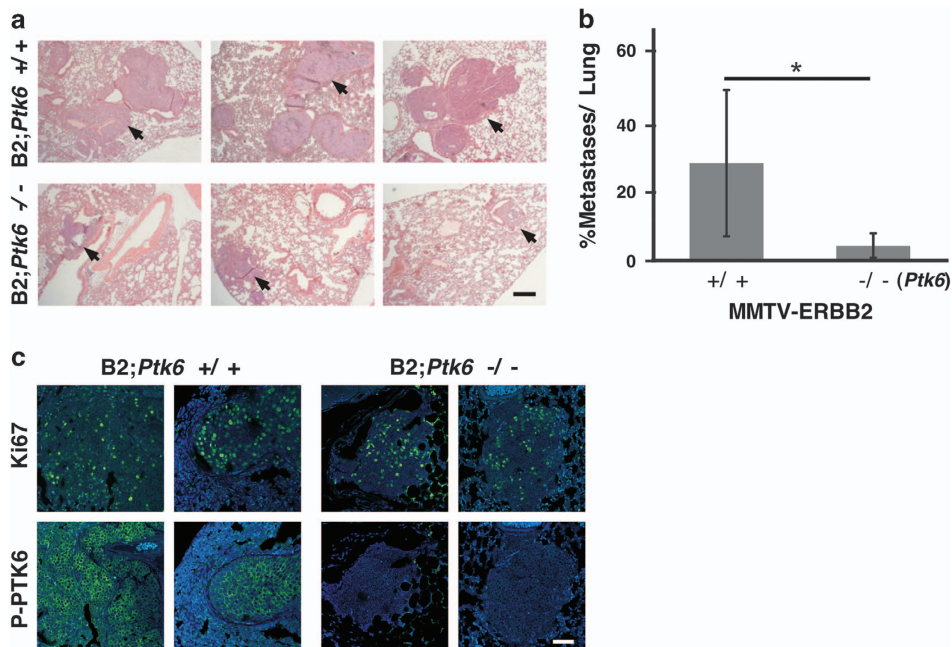 a
B2;Ptk6 +/+
B2;Ptk6 -/-
b
%Metastases/ Lung
60
40
20
0
*
+/ +
-/ - (Ptk6)
MMTV-ERBB2
c
B2;Ptk6 +/ +
B2;Ptk6 -/ -
Ki67
P-PTK6